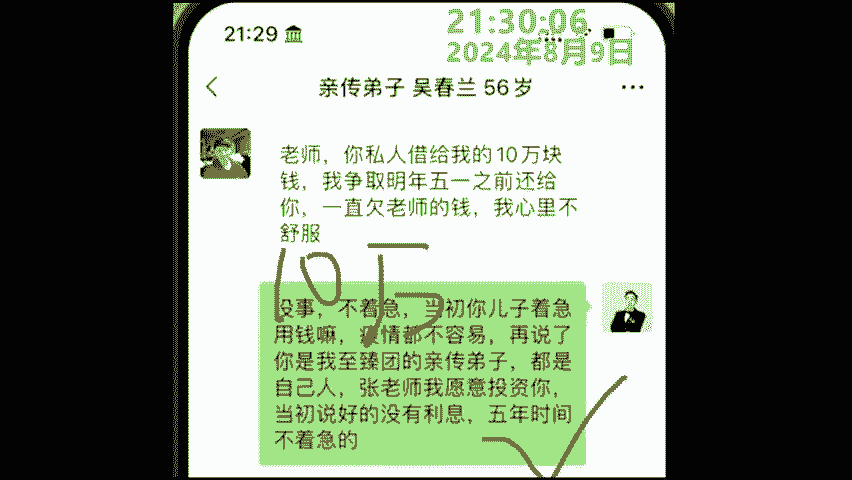 21:30:06
2024年8月9日
21:29
亲传弟子 吴春兰 56岁
老师，你私人借给我的10万块
钱，我争取明年五一之前还给
你，一直欠老师的钱，我心里不
舒服
10万
没事，不着急，当初你儿子着急
用钱嘛，疫情都不容易，再说了
你是我至臻团的亲传弟子，都是
自己人，张老师我愿意投资你，
当初说好的没有利息，五年时间
不着急的